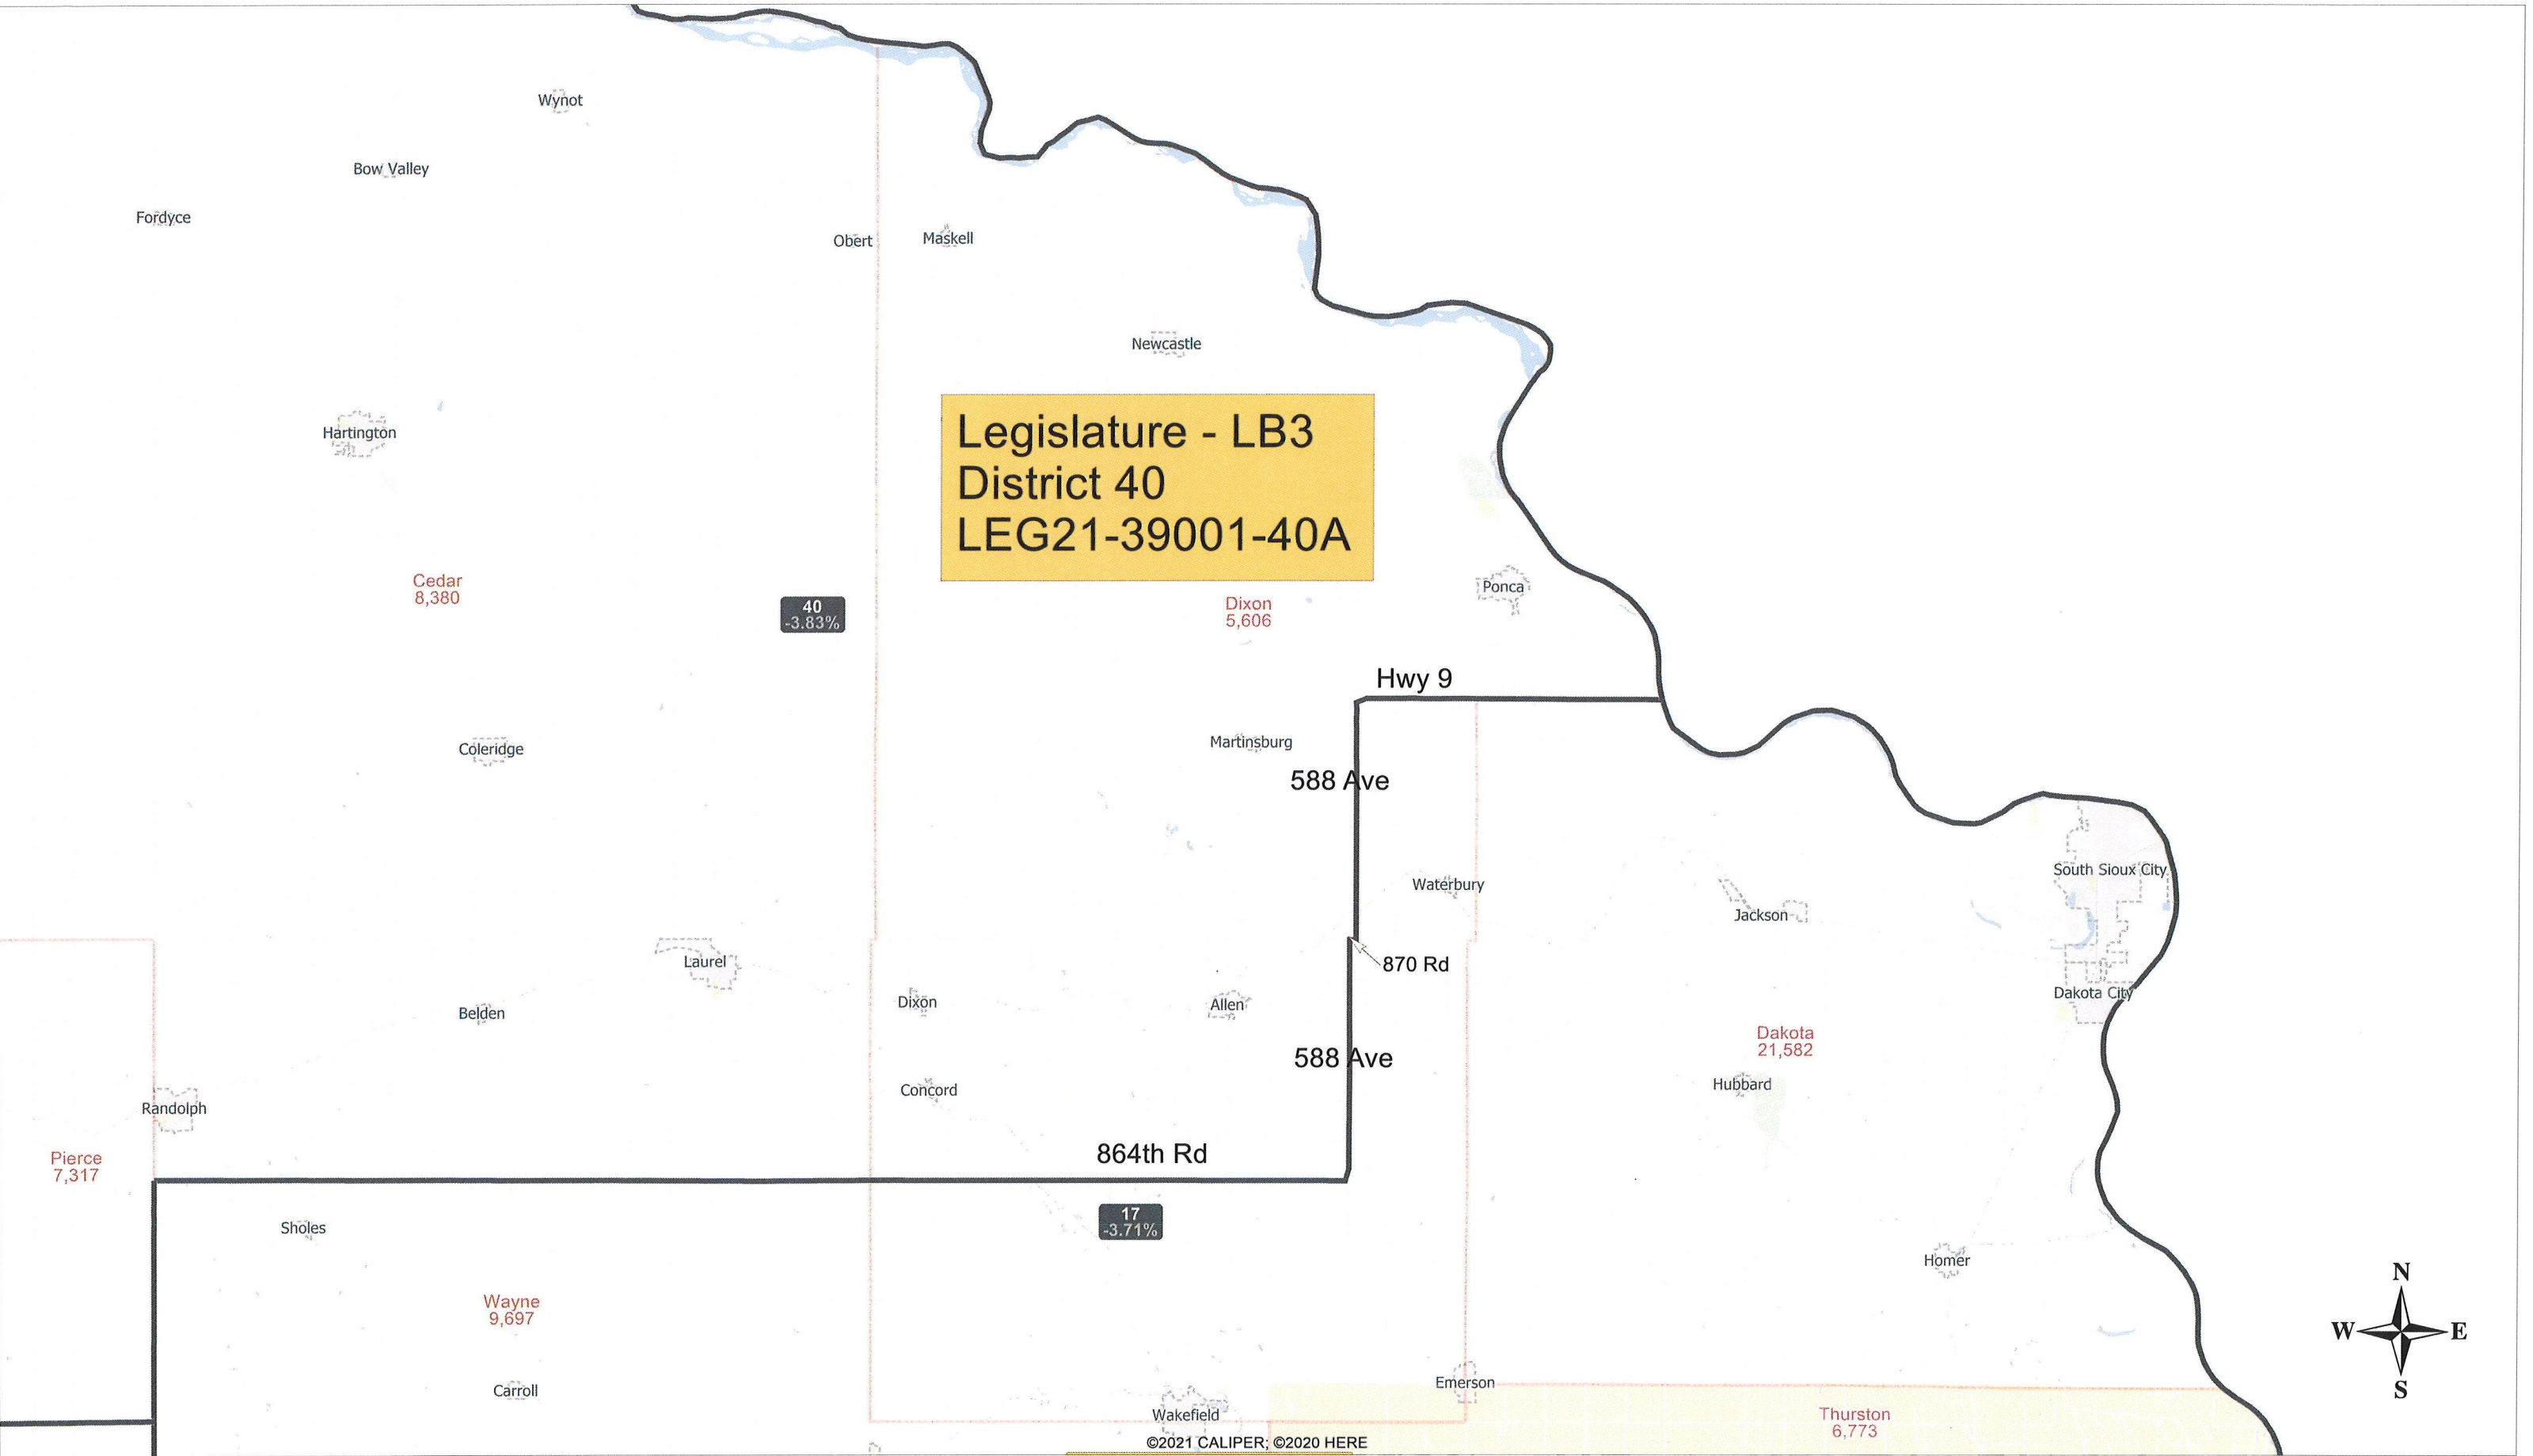 Wynot
Bow Valley
Fordyce
Obert
Maskell
Newcastle
Hartington
Legislature - LB3
District 40
LEG21-39001-40A
Cedar
8,380
40
-3.83%
Dixon
5,606
Ponca
Hwy 9
Martinsburg
Coleridge
588 Ave
South Sioux City
Waterbury
Jackson
Laurel
870 Rd
Dixon
Allen
Dakota City
Belden
Dakota
21,582
588 Ave
Hubbard
Concord
Randolph
864th Rd
Pierce
7,317
17
-3.71%
Sholes
Homer
N
W
E
S
Wayne
9,697
Emerson
Carroll
Wakefield
Thurston
6,773
©2021 CALIPER; ©2020 HERE